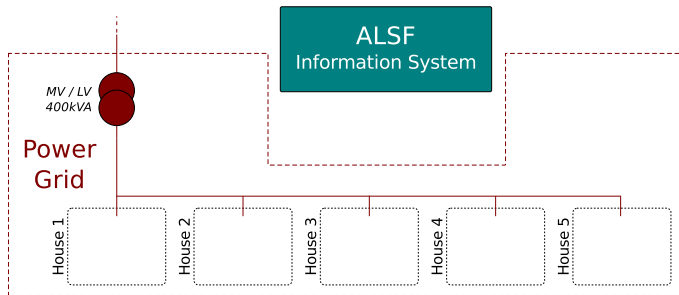 ALSF
Information System
MV / LV
400kVA
Power
Grid
House 1
House 2
House 3
House 4
House 5